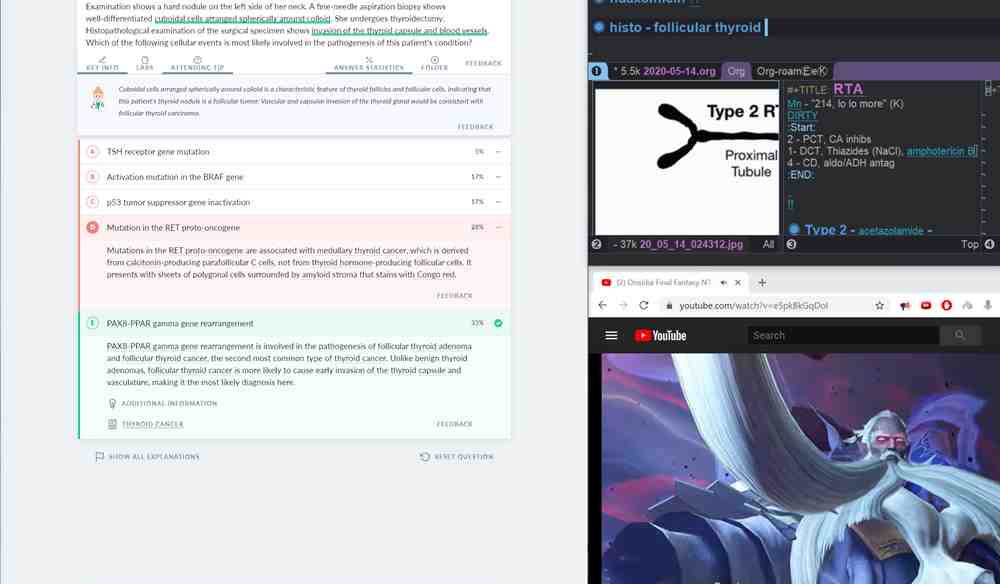 Examination shows a hard nodule on the left side of her neck. A fine-needle aspiration biopsy shows
well-differentiated cuboidal cells arranged spherically around colloid. She undergoes thyroidectomy.
Histopathological examination of the surgical specimen shows invasion of the thyroid capsule and blood vessels.
Which of the following cellular events is most likely involved in the pathogenesis of this patient's condition?
KEY INFO LABS ATTENDING TIP ANSWER STATISTICS FOLDER FEEDBACK
Cuboidal cells arranged spherically around colloid is a characteristic feature of thyroid follicles and follicular cells, indicating that
this patient's thyroid nodule is a follicular tumor. Vascular and capsular invasion of the thyroid gland would be consistent with
follicular thyroid carcinoma.
FEEDBACK
A TSH receptor gene mutation 5%
B Activation mutation in the BRAF gene 17%
C p53 tumor suppressor gene inactivation 17%
D Mutation in the RET proto-oncogene 28%
Mutations in the RET proto-oncogene are associated with medullary thyroid cancer, which is derived
from calcitonin-producing parafollicular C cells, not from thyroid hormone-producing follicular cells. It
presents with sheets of polygonal cells surrounded by amyloid stroma that stains with Congo red.
FEEDBACK
E PAX8-PPAR gamma gene rearrangement 33%
PAX8-PPAR gamma gene rearrangement is involved in the pathogenesis of follicular thyroid adenoma
and follicular thyroid cancer, the second most common type of thyroid cancer. Unlike benign thyroid
adenomas, follicular thyroid cancer is more likely to cause early invasion of the thyroid capsule and
vasculature, making it the most likely diagnosis here.
ADDITIONAL INFORMATION
THYROID CANCER FEEDBACK
SHOW ALL EXPLANATIONS RESET QUESTION
histo - follicular thyroid
1 * 5.5k 2020-05-14.org Org Org-roam
Type 2 RT
Proximal
Tubule
#+TITLE: RTA
Mn - "214, lo lo more" (K)
DIRTY
:Start:
2 - PCT, CA inhibs
1- DCT, Thiazides (NaCl), amphotericin B
4 - CD, aldo/ADH antag
:END:
!!
Type 2 - acetazolamide -
2 - 37k 20_05_14_024312.jpg All 3 Top 4
(2) Dissidia Final Fantasy NT
youtube.com/watch?v=e5pkBkGqDoI
YouTube
Search